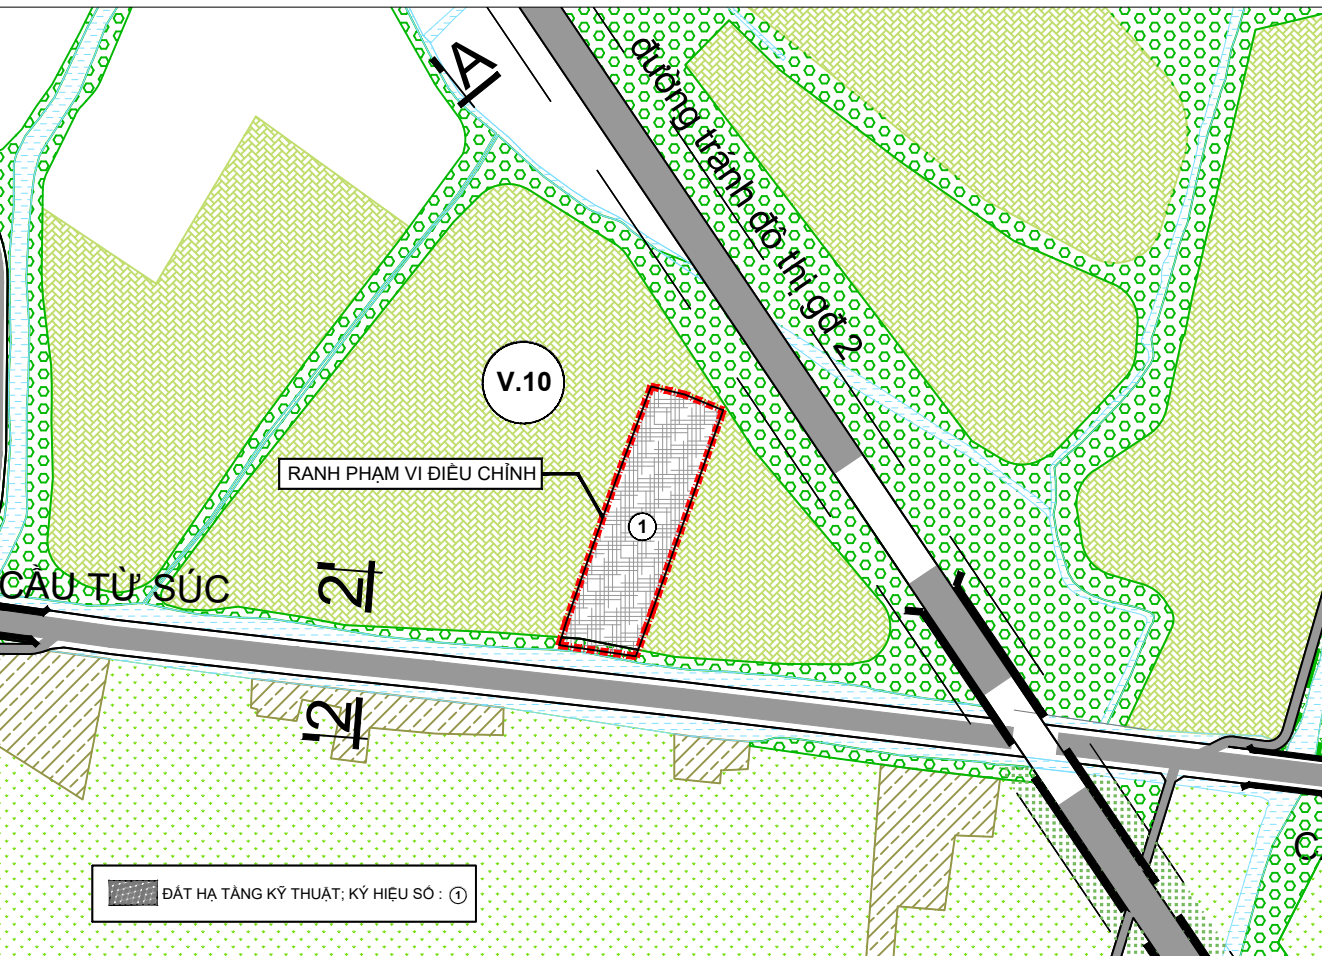 A
đường tránh đô thị gđ 2
V.10
RANH PHẠM VI ĐIỀU CHỈNH
1
CẦU TỪ SÚC
2
2
C
ĐẤT HẠ TẦNG KỸ THUẬT; KÝ HIỆU SỐ : 1